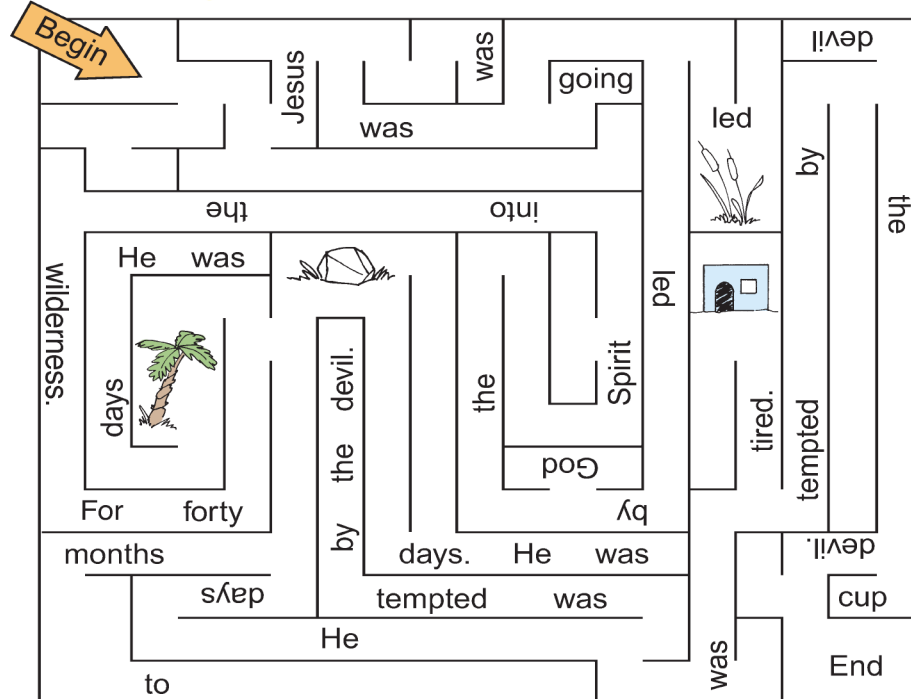 Begin
devil
was
going
Jesus
was
led
by
the
the
into
He was
wilderness.
led
days
by the devil.
the
Spirit
tired.
tempted
God
For forty
by
months
days. He was
devil.
days
tempted was
cup
He
to
was
End